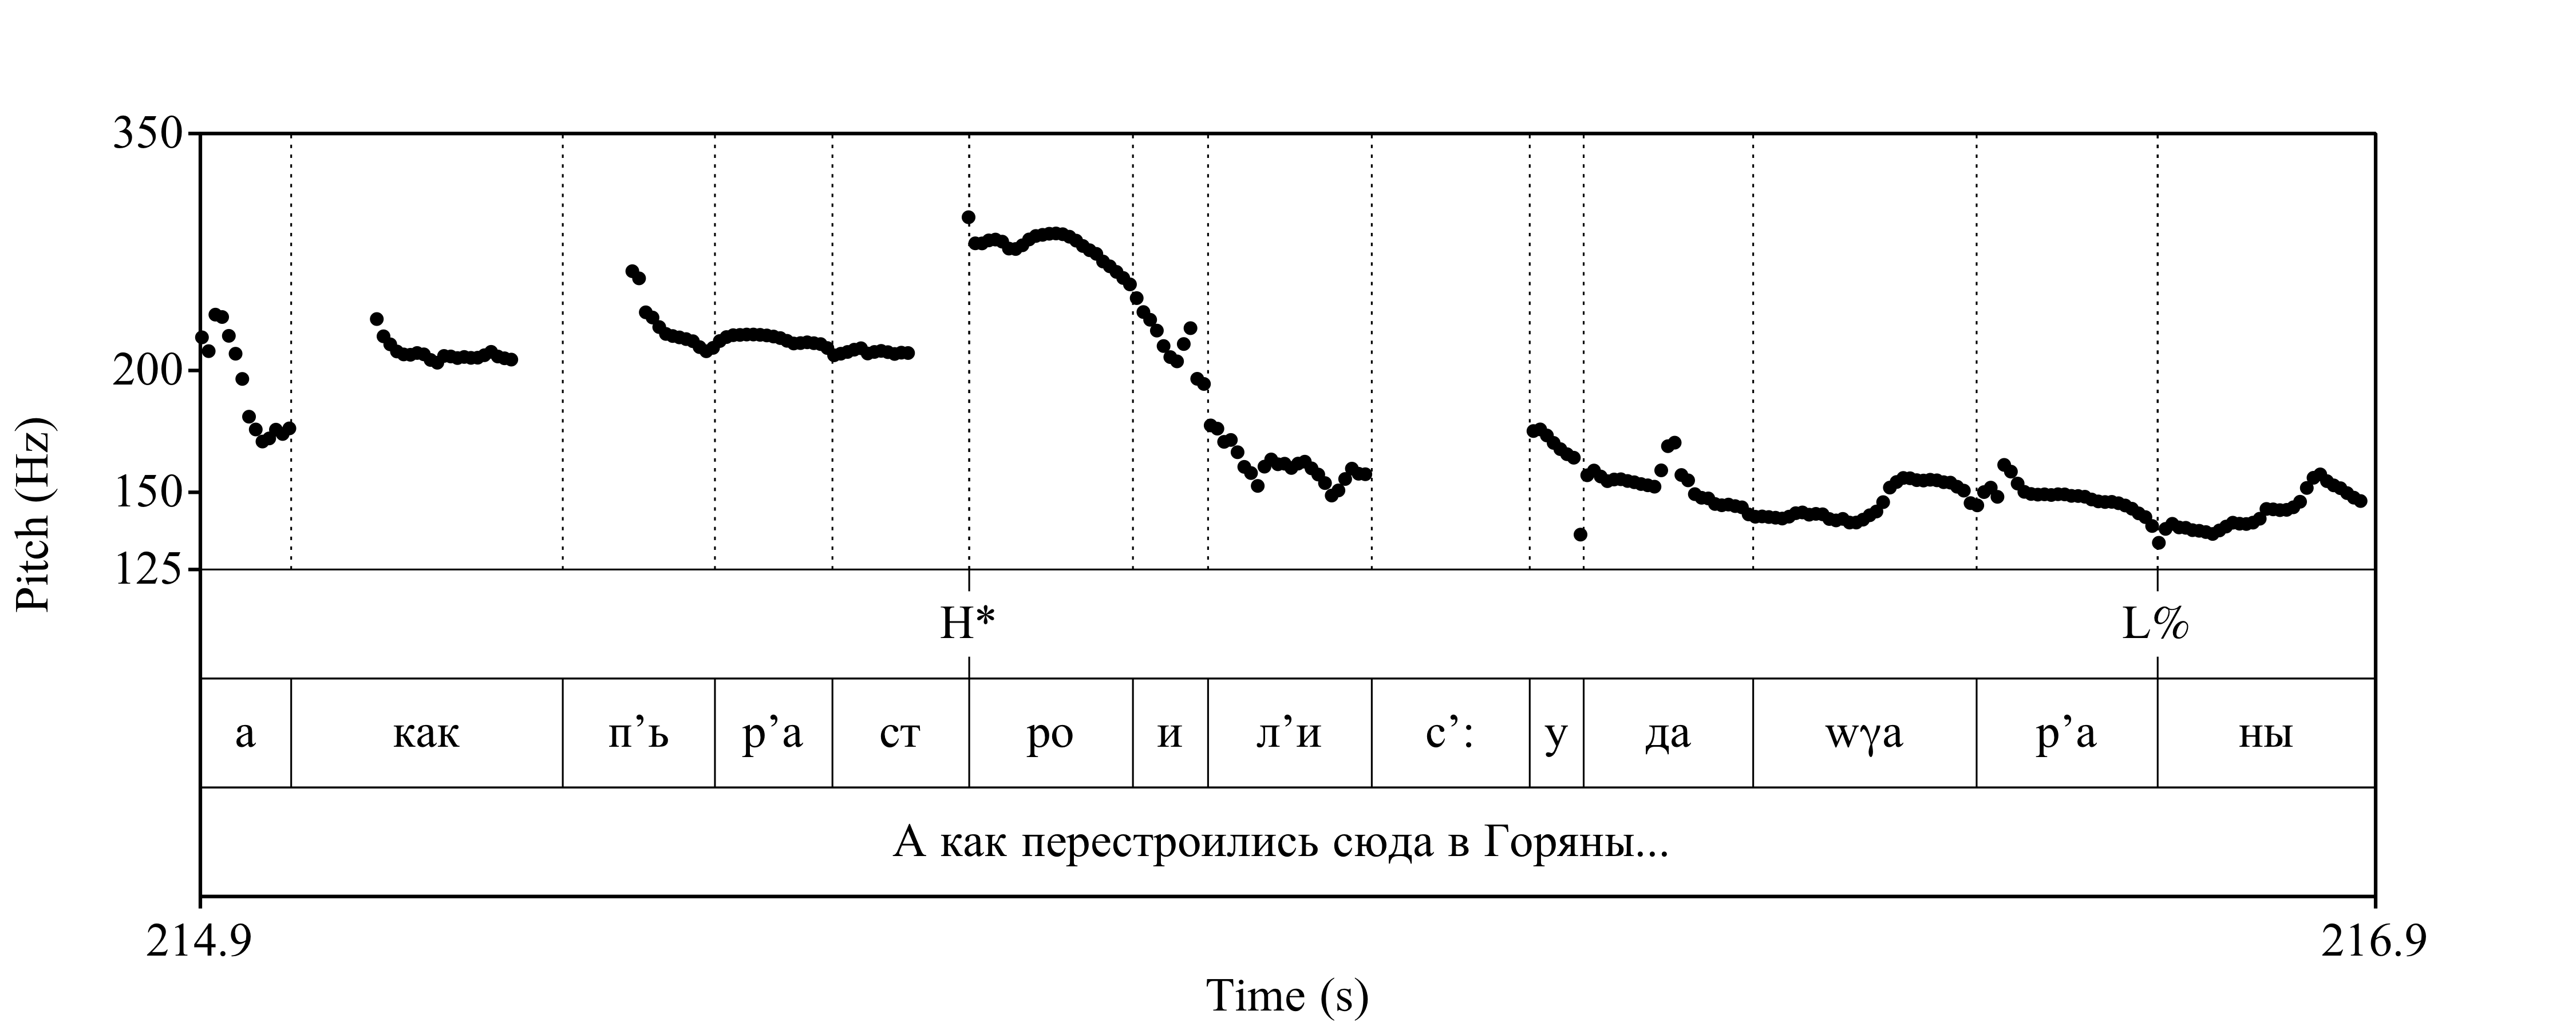 350
200
150
125
Pitch (Hz)
H* L%
а как п’ь р’а ст ро и л’и с’: у да wγа р’а ны
А как перестроились сюда в Горяны...
214.9 216.9
Time (s)